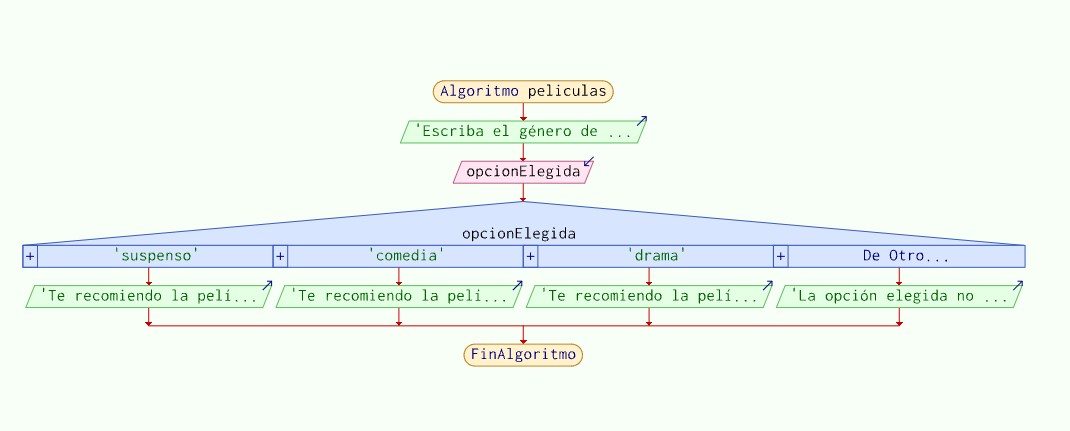 Algoritmo peliculas
'Escriba el género de ...
opcionElegida
opcionElegida
+ 'suspenso' + 'comedia' + 'drama' + De Otro...
'Te recomiendo la pelí... 'Te recomiendo la pelí... 'Te recomiendo la pelí... 'La opción elegida no ...
FinAlgoritmo